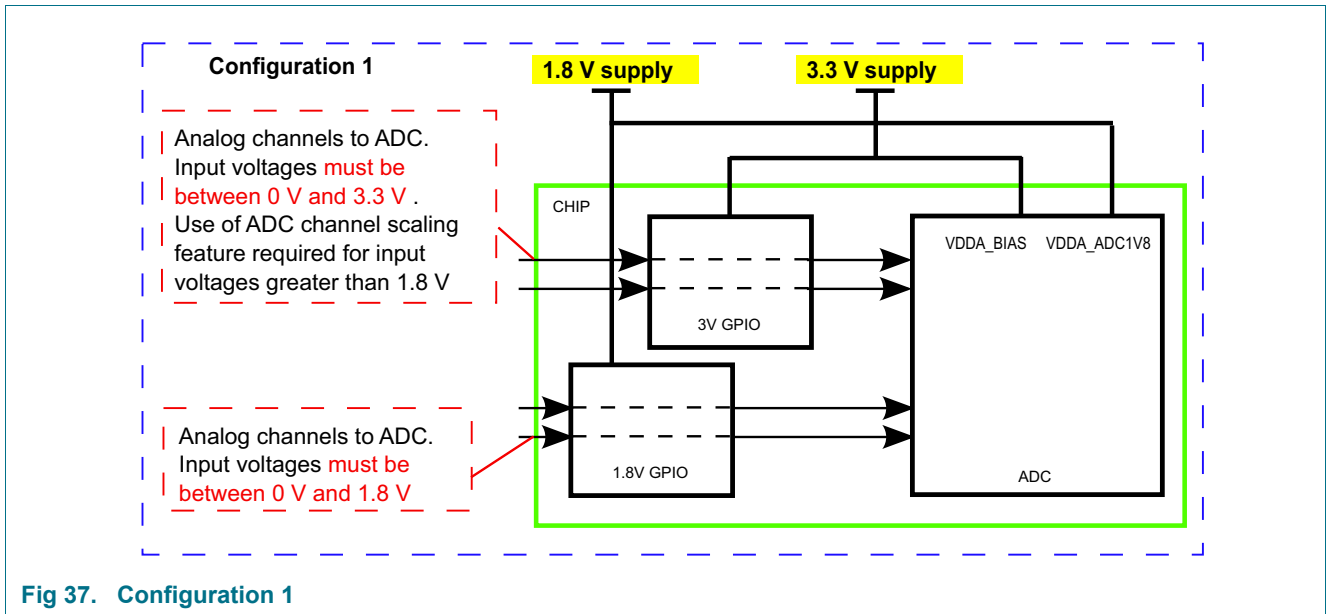 Configuration 1
1.8 V supply
3.3 V supply
Analog channels to ADC.
Input voltages must be
between 0 V and 3.3 V .
Use of ADC channel scaling
feature required for input
voltages greater than 1.8 V
CHIP
VDDA_BIAS
VDDA_ADC1V8
3V GPIO
Analog channels to ADC.
Input voltages must be
between 0 V and 1.8 V
1.8V GPIO
ADC
Fig 37. Configuration 1